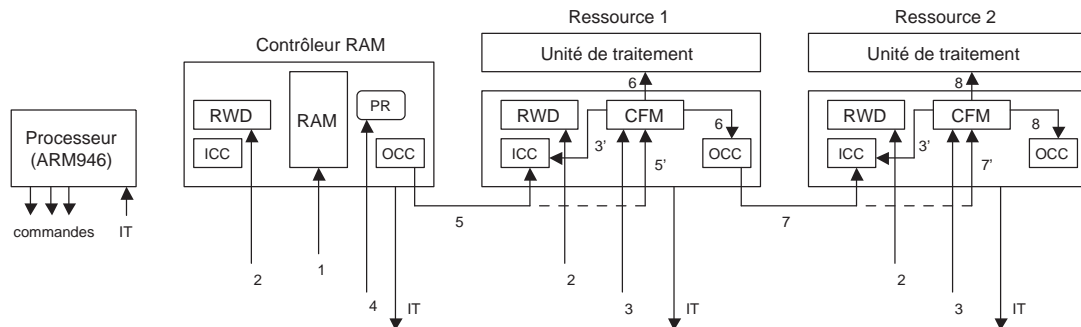 Ressource 1
Ressource 2
Contrôleur RAM
Unité de traitement
Unité de traitement
6
8
Processeur
(ARM946)
RWD
RAM
PR
ICC
OCC
RWD
CFM
ICC
3’
6
OCC
5’
RWD
CFM
ICC
3’
8
OCC
7’
commandes
IT
5
7
2
1
4
IT
2
3
IT
2
3
IT